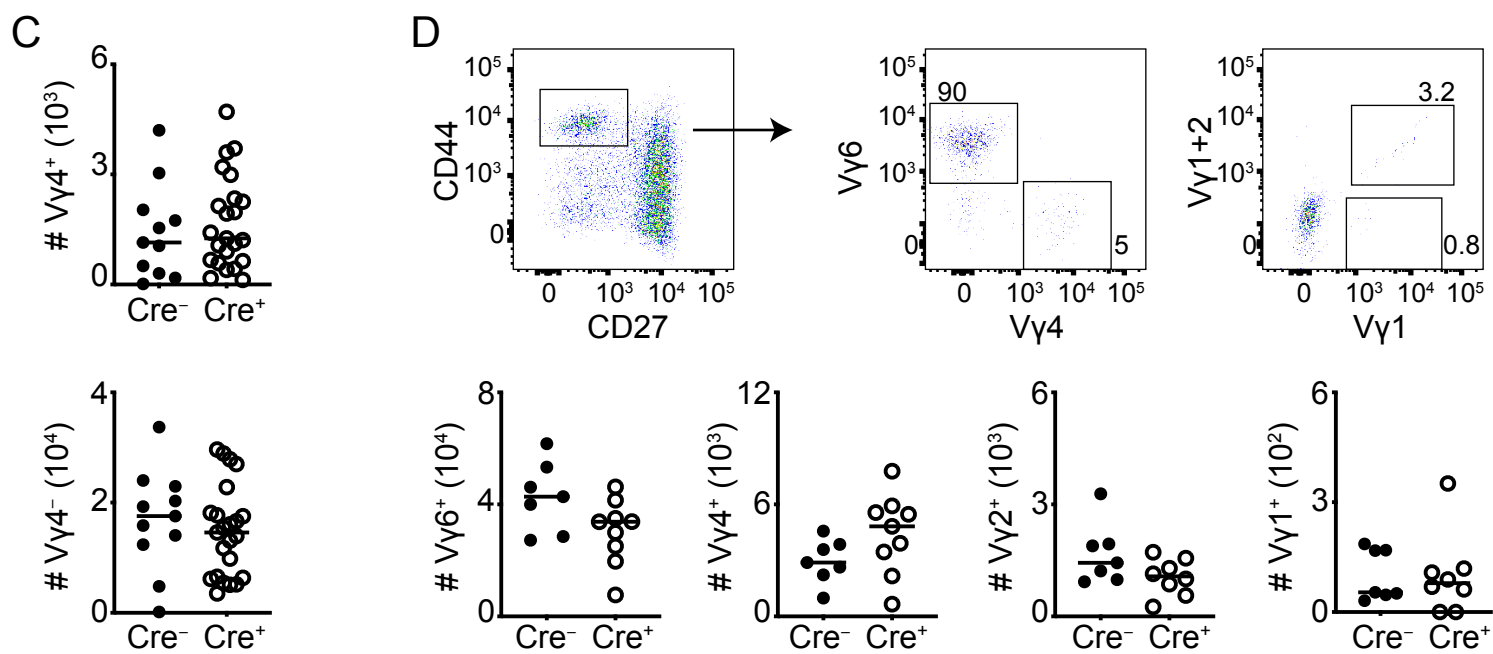 C
# Vγ4⁺ (10³)
6
3
0
Cre⁻ Cre⁺
# Vγ4⁻ (10⁴)
4
2
0
Cre⁻ Cre⁺
D
CD44
10⁵
10⁴
10³
0
0 10³ 10⁴ 10⁵
CD27
Vγ6
10⁵
10⁴
10³
0
90
5
0 10³ 10⁴ 10⁵
Vγ4
Vγ1+2
10⁵
10⁴
10³
0
3.2
0.8
0 10³ 10⁴ 10⁵
Vγ1
# Vγ6⁺ (10⁴)
8
4
0
Cre⁻ Cre⁺
# Vγ4⁺ (10³)
12
6
0
Cre⁻ Cre⁺
# Vγ2⁺ (10³)
6
3
0
Cre⁻ Cre⁺
# Vγ1⁺ (10²)
6
3
0
Cre⁻ Cre⁺